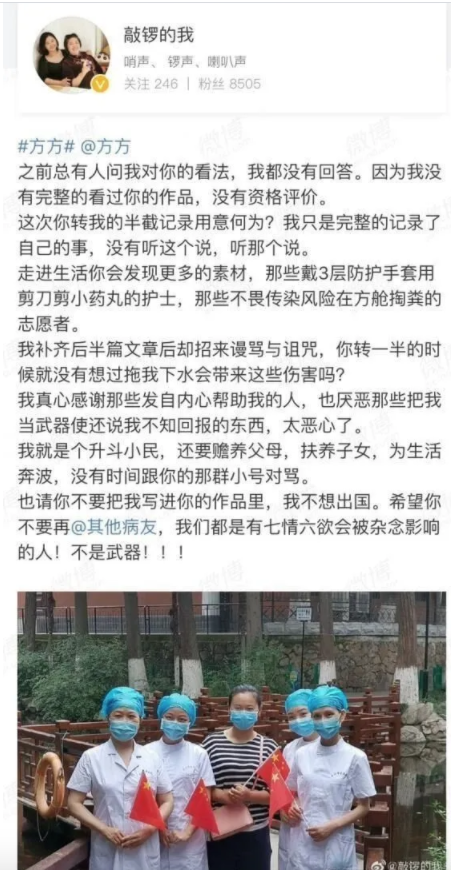 敲锣的我
哨声、锣声、喇叭声
关注 246 | 粉丝 8505
#方方# @方方
之前总有人问我对你的看法，我都没有回答。因为我没
有完整的看过你的作品，没有资格评价。
这次你转我的半截记录用意何为？我只是完整的记录了
自己的事，没有听这个说，听那个说。
走进生活你会发现更多的素材，那些戴3层防护手套用
剪刀剪小药丸的护士，那些不畏传染风险在方舱掏粪的
志愿者。
我补齐后半篇文章后却招来谩骂与诅咒，你转一半的时
候就没有想过拖我下水会带来这些伤害吗？
我真心感谢那些发自内心帮助我的人，也厌恶那些把我
当武器使还说我不知回报的东西，太恶心了。
我就是个升斗小民，还要赡养父母，扶养子女，为生活
奔波，没有时间跟你的那群小号对骂。
也请你不要把我写进你的作品里，我不想出国。希望你
不要再@其他病友，我们都是有七情六欲会被杂念影响
的人！不是武器！！！
@敲锣的我